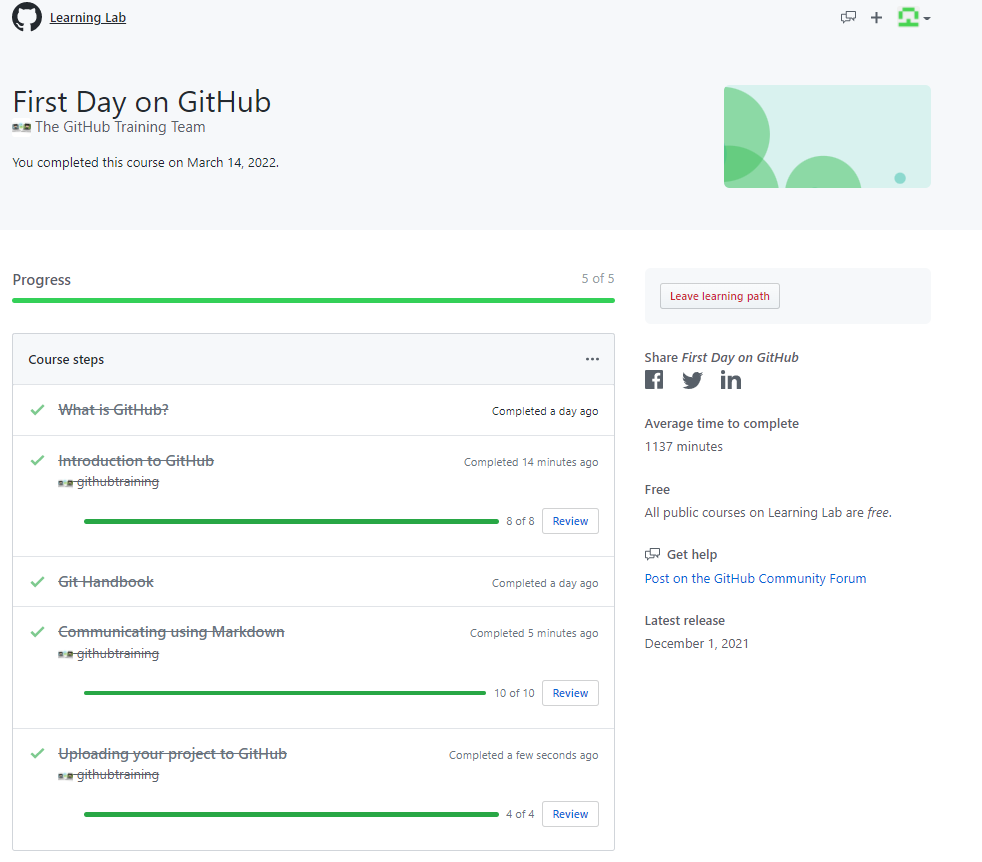 Learning Lab
First Day on GitHub
The GitHub Training Team
You completed this course on March 14, 2022.
Progress
5 of 5
Course steps
What is GitHub?
Completed a day ago
Introduction to GitHub
Completed 14 minutes ago
githubtraining
8 of 8
Review
Git Handbook
Completed a day ago
Communicating using Markdown
Completed 5 minutes ago
githubtraining
10 of 10
Review
Uploading your project to GitHub
Completed a few seconds ago
githubtraining
4 of 4
Review
Leave learning path
Share First Day on GitHub
Average time to complete
1137 minutes
Free
All public courses on Learning Lab are free.
Get help
Post on the GitHub Community Forum
Latest release
December 1, 2021